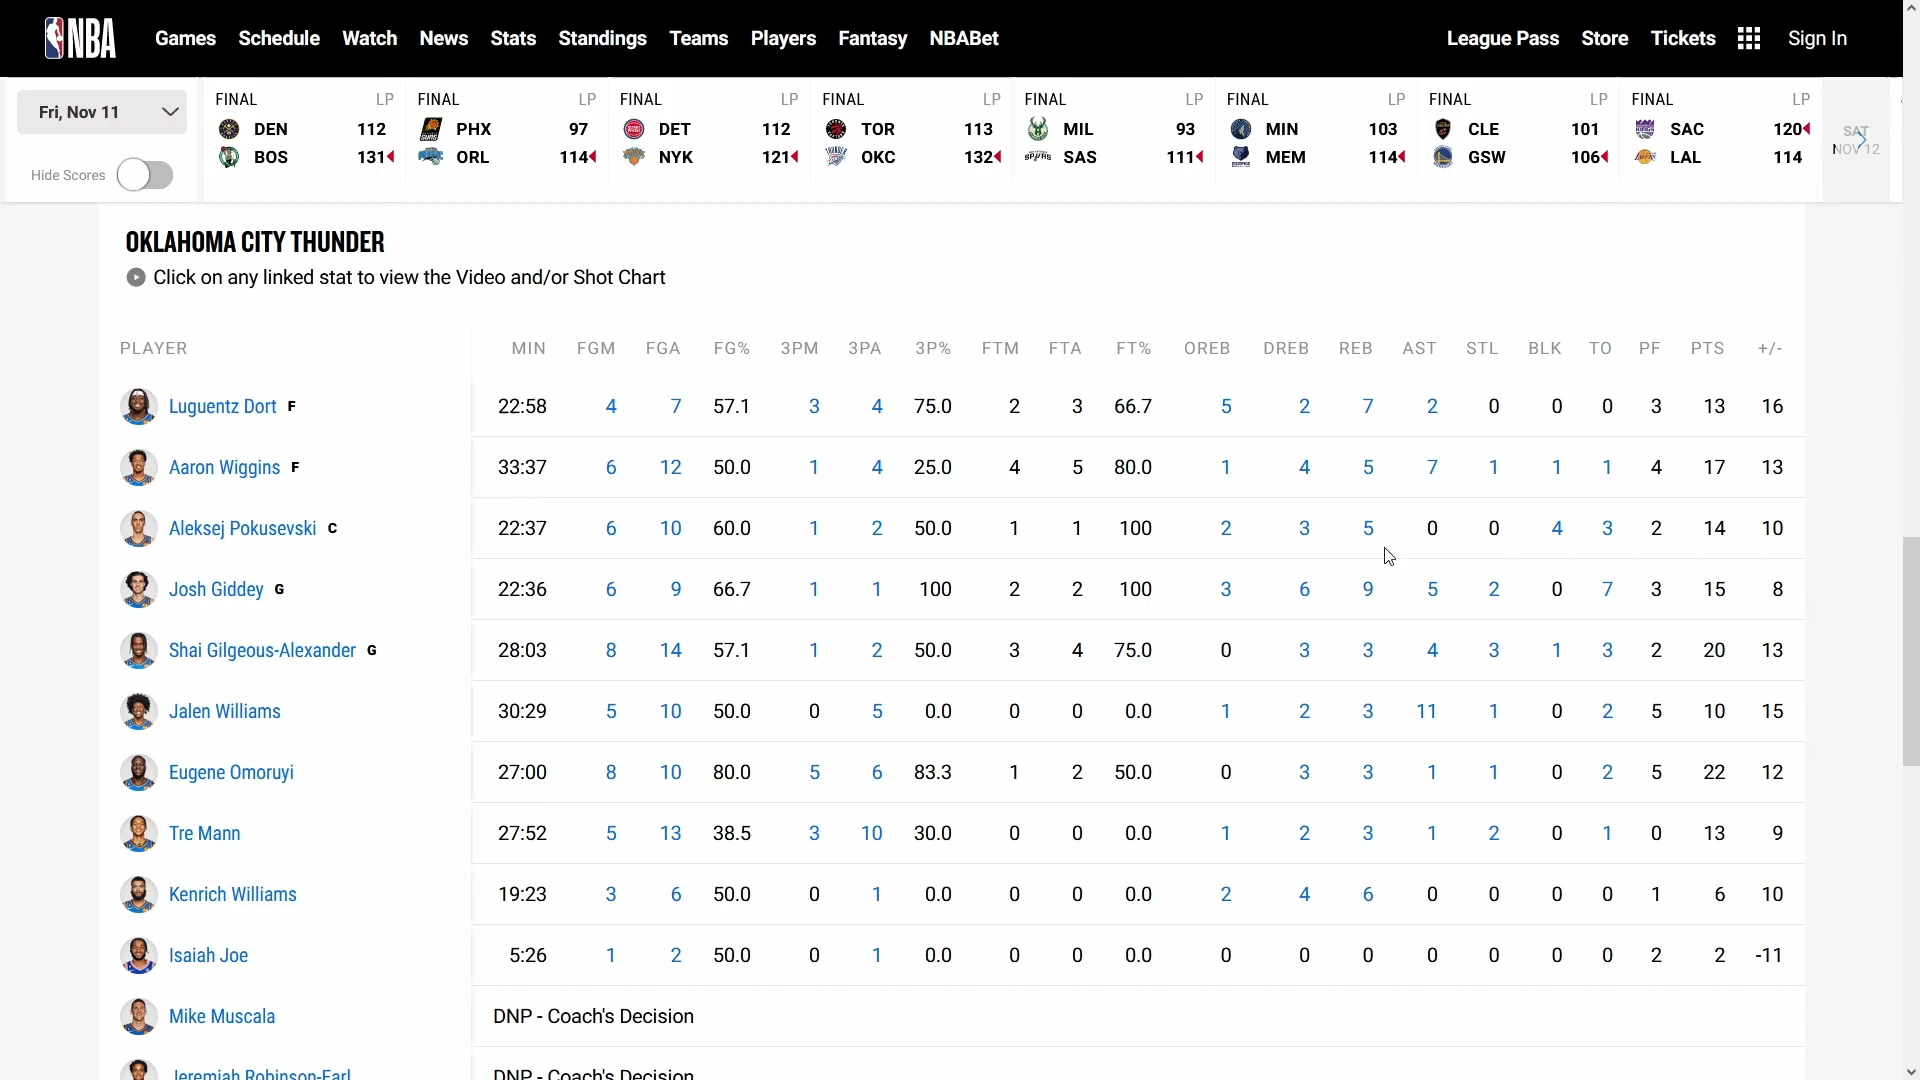 NBA Games Schedule Watch News Stats Standings Teams Players Fantasy NBABet League Pass Store Tickets Sign In
Fri, Nov 11
Hide Scores
FINAL LP
DEN 112
BOS 131
FINAL LP
PHX 97
ORL 114
FINAL LP
DET 112
NYK 121
FINAL LP
TOR 113
OKC 132
FINAL LP
MIL 93
SAS 111
FINAL LP
MIN 103
MEM 114
FINAL LP
CLE 101
GSW 106
FINAL LP
SAC 120
LAL 114
SAT
NOV 12
OKLAHOMA CITY THUNDER
Click on any linked stat to view the Video and/or Shot Chart
PLAYER MIN FGM FGA FG% 3PM 3PA 3P% FTM FTA FT% OREB DREB REB AST STL BLK TO PF PTS +/-
Luguentz Dort F 22:58 4 7 57.1 3 4 75.0 2 3 66.7 5 2 7 2 0 0 0 3 13 16
Aaron Wiggins F 33:37 6 12 50.0 1 4 25.0 4 5 80.0 1 4 5 7 1 1 1 4 17 13
Aleksej Pokusevski C 22:37 6 10 60.0 1 2 50.0 1 1 100 2 3 5 0 0 4 3 2 14 10
Josh Giddey G 22:36 6 9 66.7 1 1 100 2 2 100 3 6 9 5 2 0 7 3 15 8
Shai Gilgeous-Alexander G 28:03 8 14 57.1 1 2 50.0 3 4 75.0 0 3 3 4 3 1 3 2 20 13
Jalen Williams 30:29 5 10 50.0 0 5 0.0 0 0 0.0 1 2 3 11 1 0 2 5 10 15
Eugene Omoruyi 27:00 8 10 80.0 5 6 83.3 1 2 50.0 0 3 3 1 1 0 2 5 22 12
Tre Mann 27:52 5 13 38.5 3 10 30.0 0 0 0.0 1 2 3 1 2 0 1 0 13 9
Kenrich Williams 19:23 3 6 50.0 0 1 0.0 0 0 0.0 2 4 6 0 0 0 0 1 6 10
Isaiah Joe 5:26 1 2 50.0 0 1 0.0 0 0 0.0 0 0 0 0 0 0 0 2 2 -11
Mike Muscala DNP - Coach's Decision
Jeremiah Robinson-Earl DNP - Coach's Decision